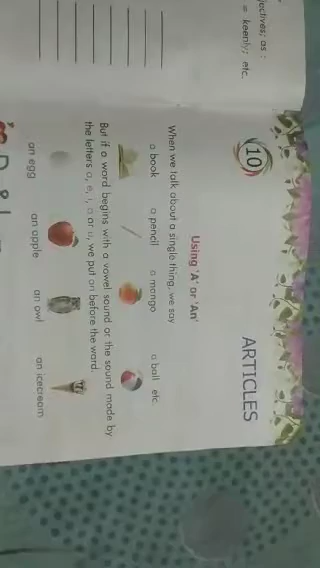 jectives; as :
= keenly; etc.
10
ARTICLES
Using 'A' or 'An'
When we talk about a single thing, we say
a book a pencil a mango a ball etc.
But if a word begins with a vowel sound or the sound made by
the letters a, e, i, o or u, we put an before the word.
an egg an apple an owl an icecream